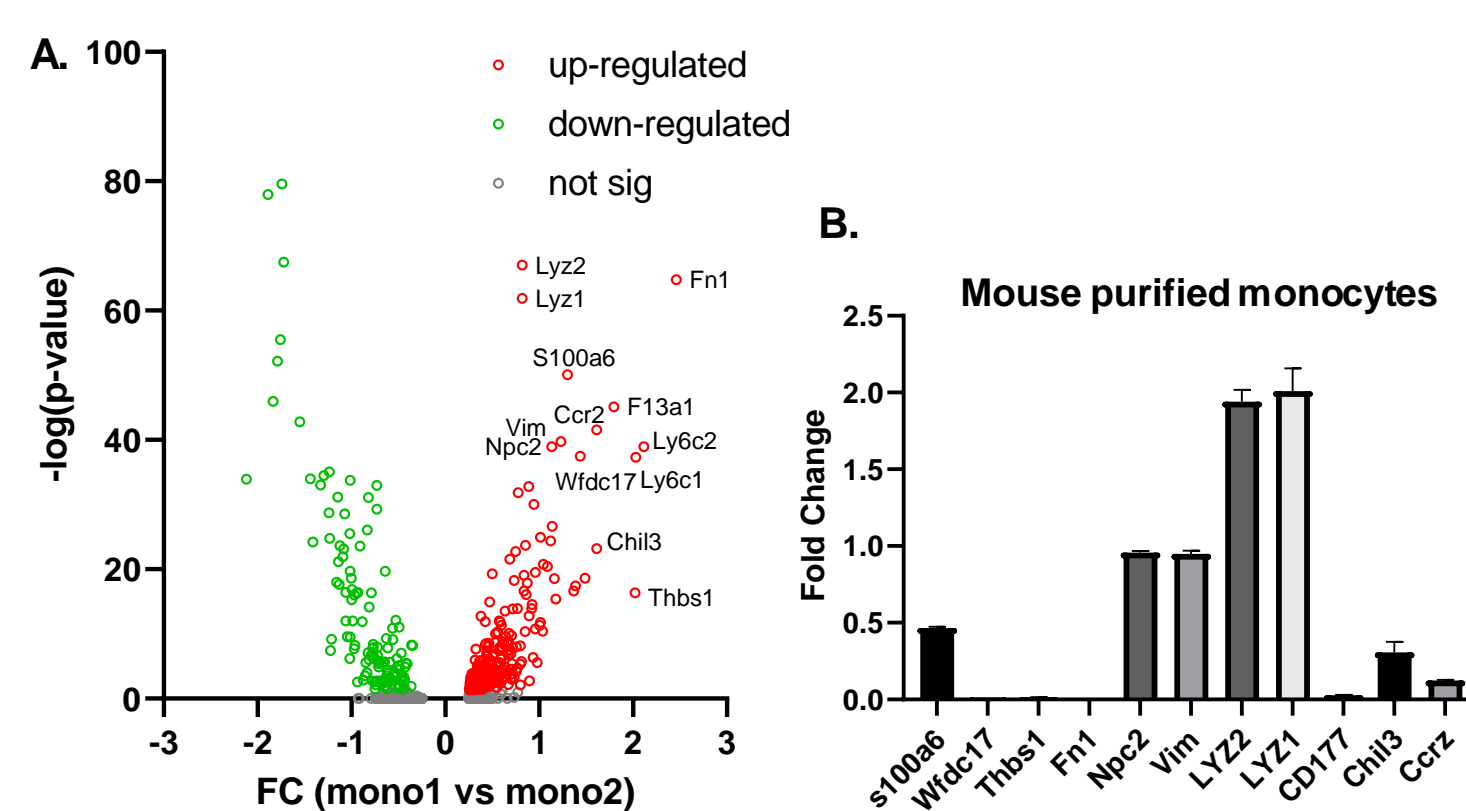 A.
100
80
60
40
20
0
-log(p-value)
-3 -2 -1 0 1 2 3
FC (mono1 vs mono2)
up-regulated
down-regulated
not sig
Lyz2
Fn1
Lyz1
S100a6
F13a1
Ccr2
Vim
Ly6c2
Npc2
Wfdc17
Ly6c1
Chil3
Thbs1
B.
Mouse purified monocytes
2.5
2.0
1.5
1.0
0.5
0.0
Fold Change
s100a6
Wfdc17
Thbs1
Fn1
Npc2
Vim
LYZ2
LYZ1
CD177
Chil3
Ccrz